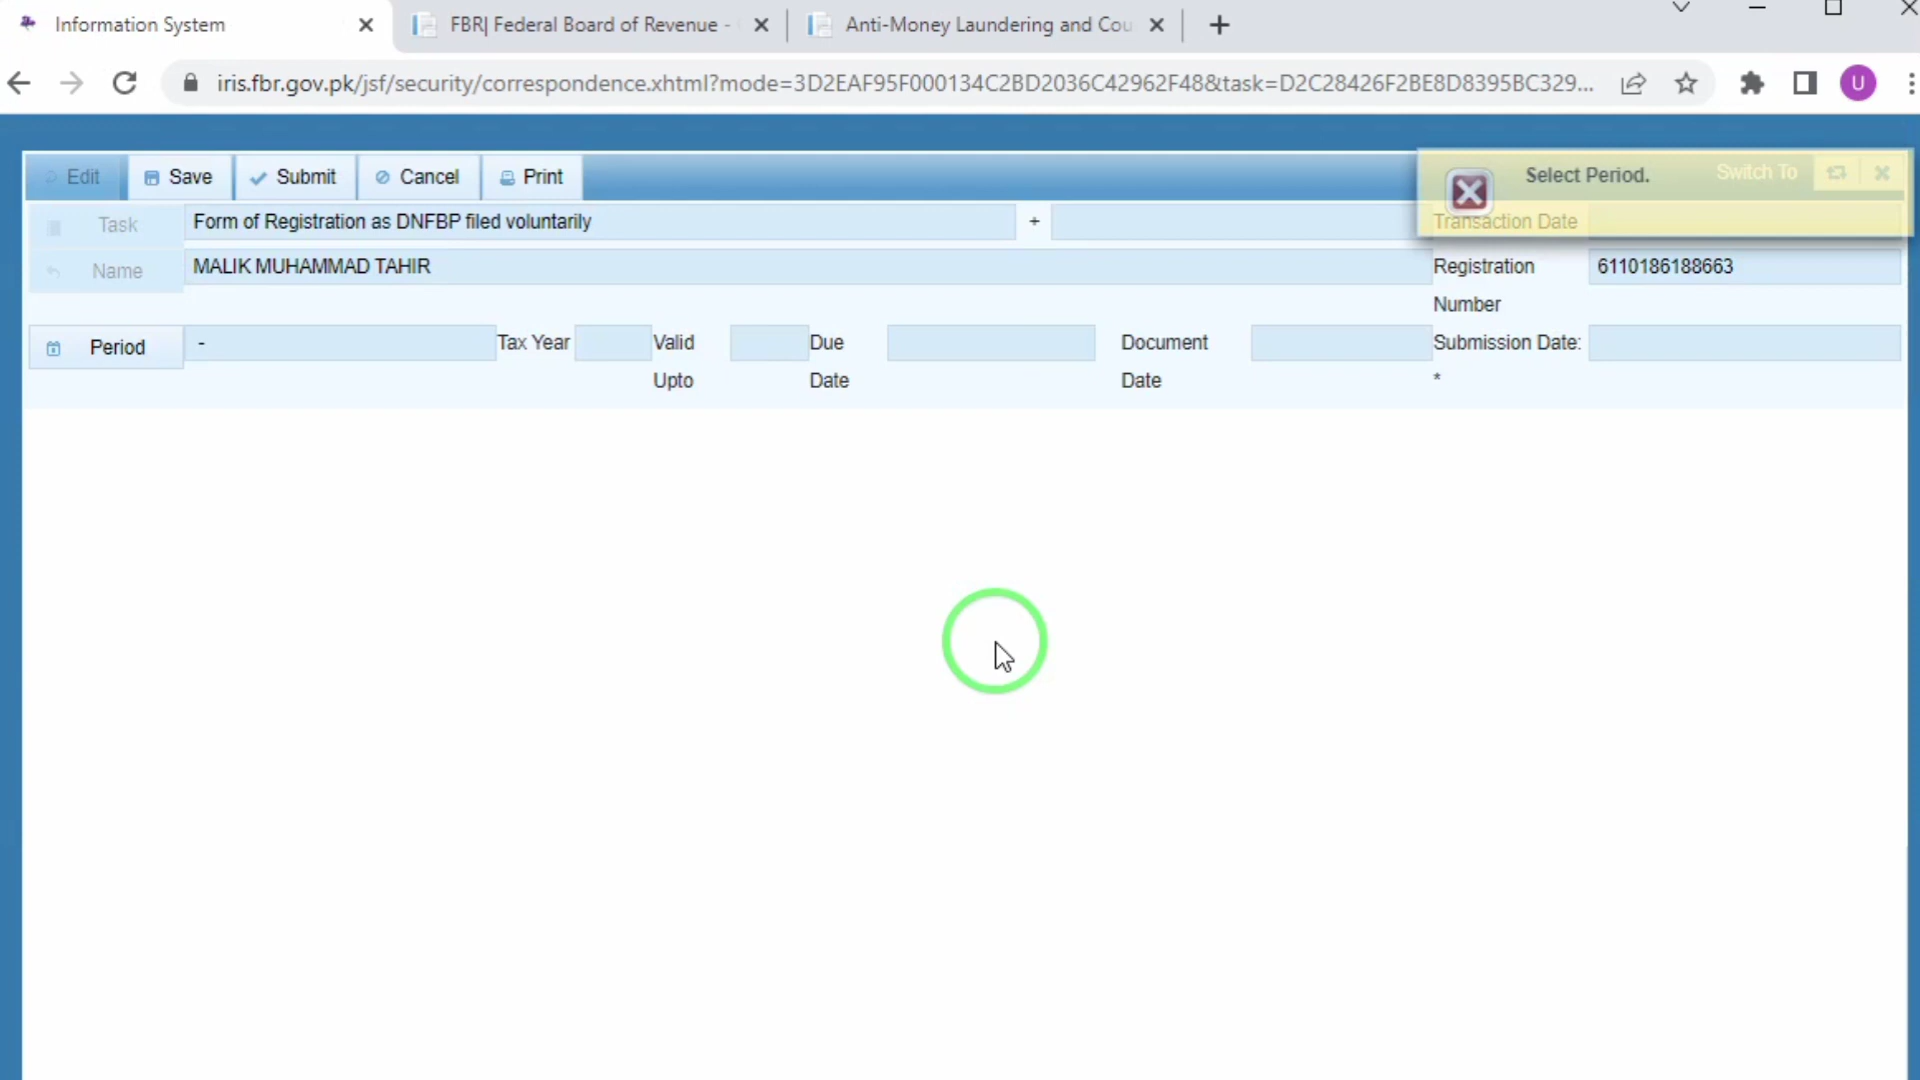 Information System
FBR| Federal Board of Revenue -
Anti-Money Laundering and Cou
iris.fbr.gov.pk/jsf/security/correspondence.xhtml?mode=3D2EAF95F000134C2BD2036C42962F48&task=D2C28426F2BE8D8395BC329...
U
Edit Save Submit Cancel Print
Select Period. Switch To
Task Form of Registration as DNFBP filed voluntarily + Transaction Date
Name MALIK MUHAMMAD TAHIR Registration Number 6110186188663
Period - Tax Year Valid Upto Due Date Document Date Submission Date: *